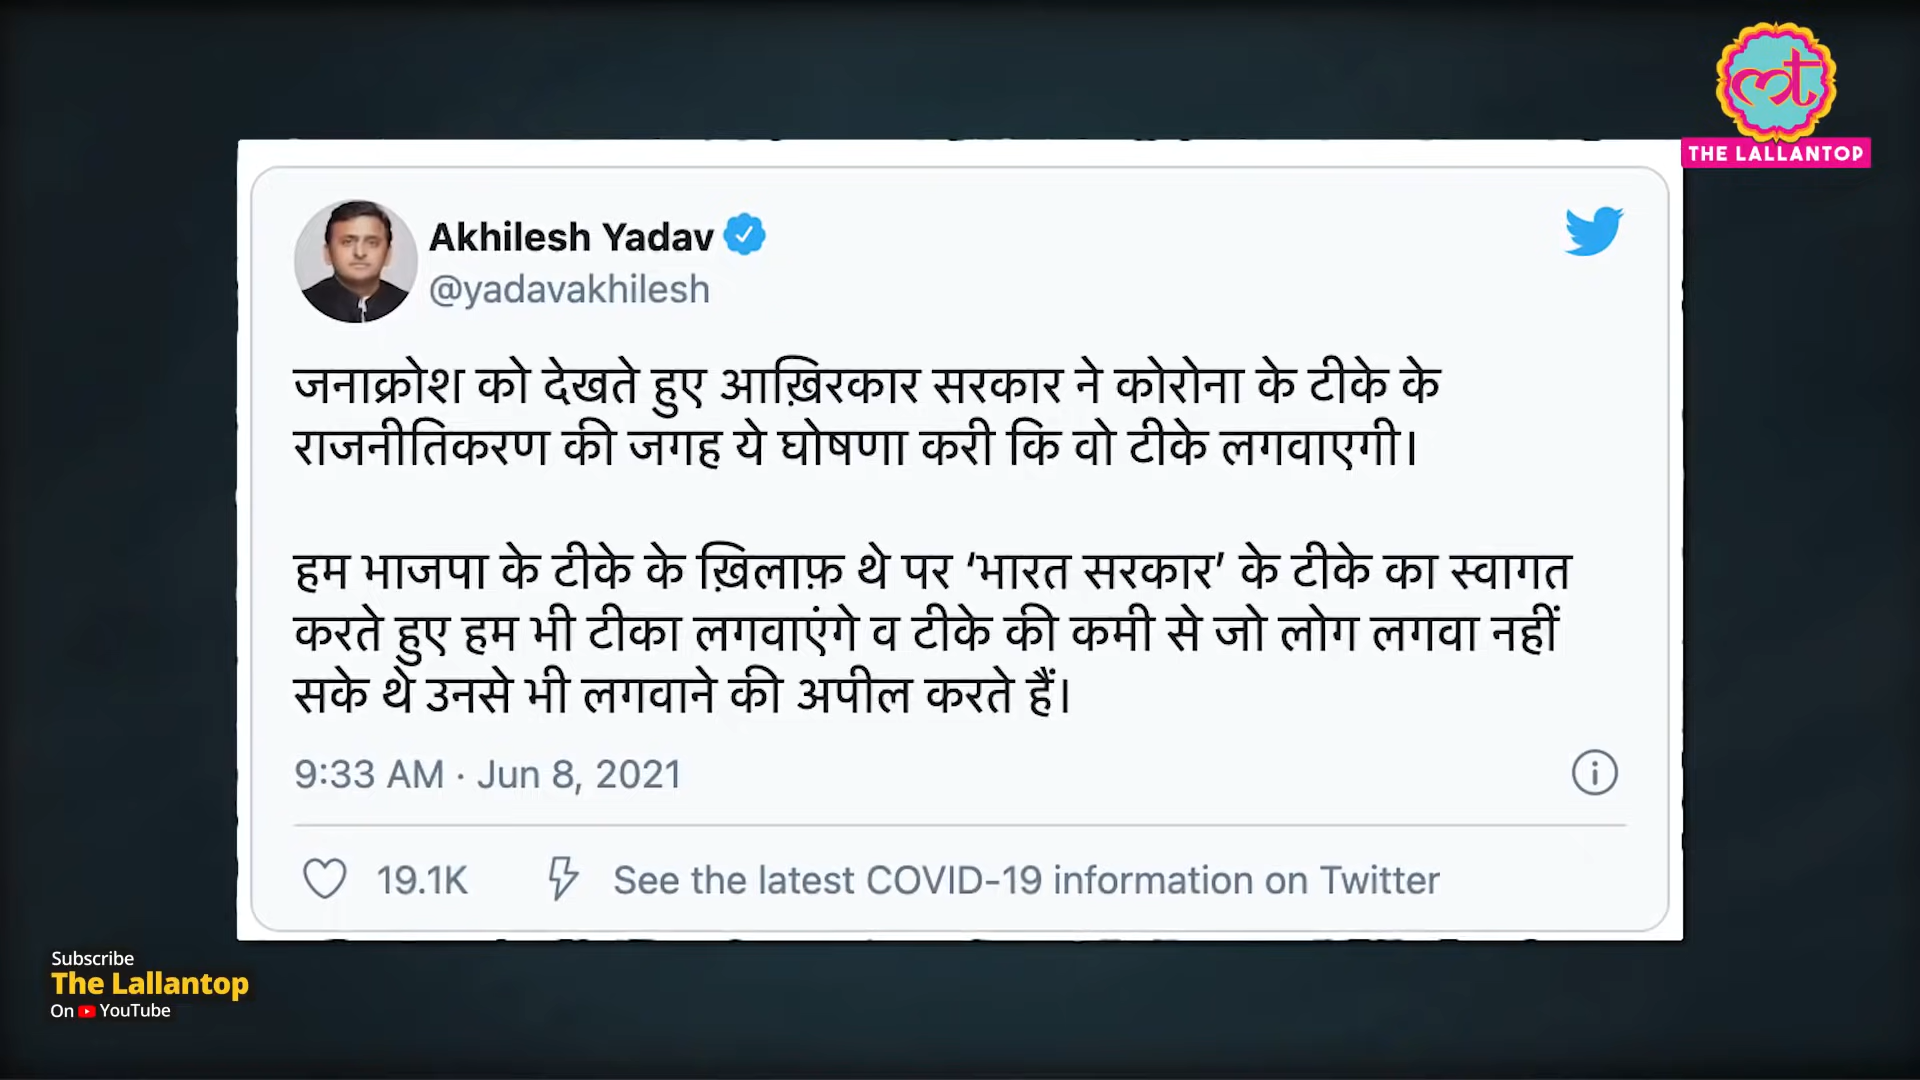 THE LALLANTOP
Akhilesh Yadav
@yadavakhilesh
जनाक्रोश को देखते हुए आख़िरकार सरकार ने कोरोना के टीके के
राजनीतिकरण की जगह ये घोषणा करी कि वो टीके लगवाएगी।
हम भाजपा के टीके के ख़िलाफ़ थे पर ‘भारत सरकार’ के टीके का स्वागत
करते हुए हम भी टीका लगवाएंगे व टीके की कमी से जो लोग लगवा नहीं
सके थे उनसे भी लगवाने की अपील करते हैं।
9:33 AM · Jun 8, 2021
19.1K See the latest COVID-19 information on Twitter
Subscribe
The Lallantop
On YouTube